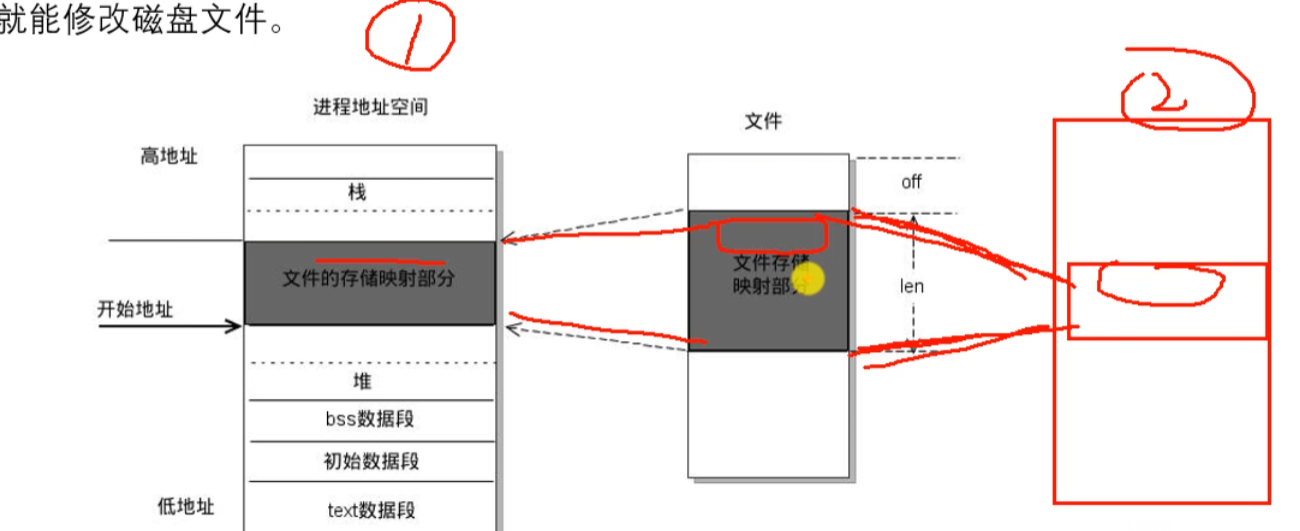 就能修改磁盘文件。
1
2
进程地址空间
文件
高地址
off
栈
文件的存储映射部分
文件存储
映射部分
len
开始地址
堆
bss数据段
初始数据段
低地址
text数据段